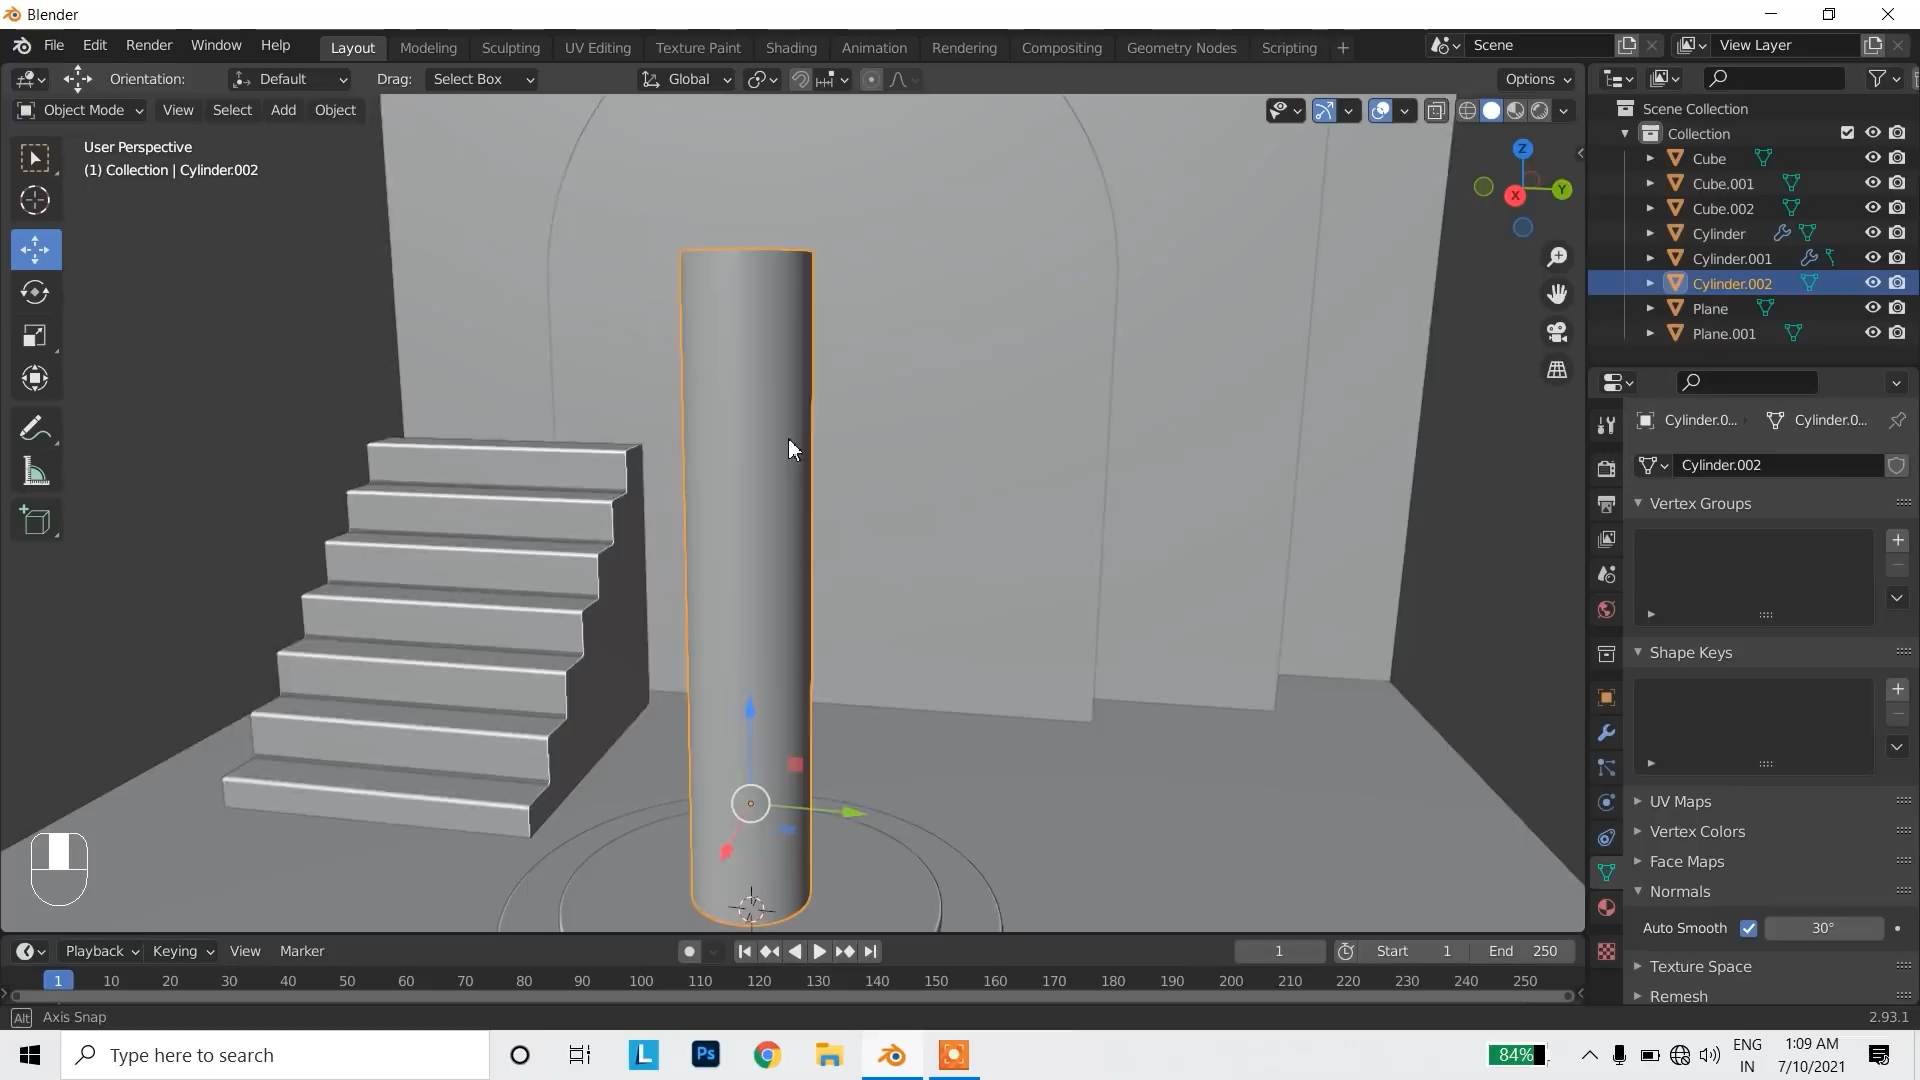 Blender
File Edit Render Window Help Layout Modeling Sculpting UV Editing Texture Paint Shading Animation Rendering Compositing Geometry Nodes Scripting + Scene View Layer
Orientation: Default Drag: Select Box Global Options
Object Mode View Select Add Object
User Perspective
(1) Collection | Cylinder.002
Z
Y
X
Scene Collection
Collection
Cube
Cube.001
Cube.002
Cylinder
Cylinder.001
Cylinder.002
Plane
Plane.001
Cylinder.0... Cylinder.0...
Cylinder.002
Vertex Groups
Shape Keys
UV Maps
Vertex Colors
Face Maps
Normals
Auto Smooth 30°
Texture Space
Remesh
Playback Keying View Marker 1 Start 1 End 250
1 10 20 30 40 50 60 70 80 90 100 110 120 130 140 150 160 170 180 190 200 210 220 230 240 250
Alt Axis Snap 2.93.1
Type here to search L Ps 84% ENG IN 1:09 AM 7/10/2021